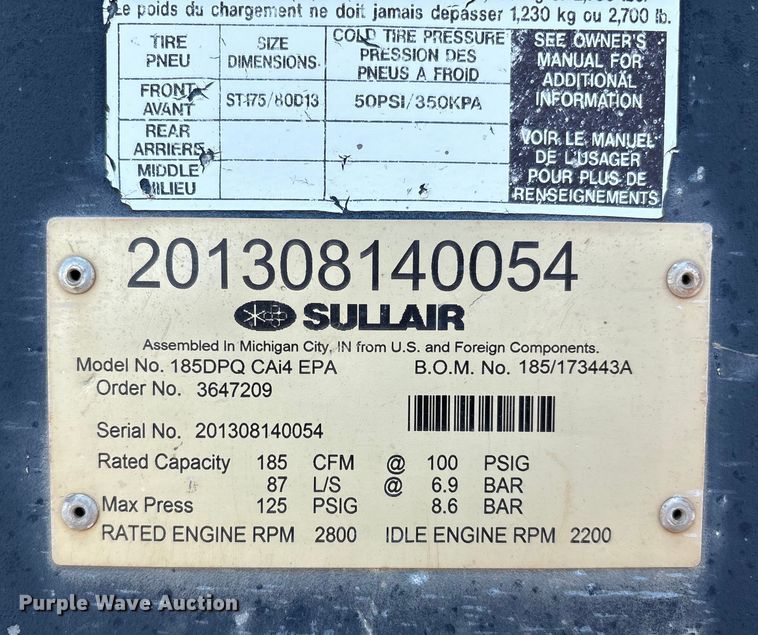 Le poids du chargement ne doit jamais dépasser 1,230 kg ou 2,700 lb.
TIRE PNEU SIZE DIMENSIONS COLD TIRE PRESSURE PRESSION DES PNEUS A FROID SEE OWNER'S MANUAL FOR ADDITIONAL INFORMATION
FRONT AVANT ST175/80D13 50PSI/350KPA
REAR ARRIERE
MIDDLE MILIEU
VOIR LE MANUEL
DE L'USAGER
POUR PLUS DE
RENSEIGNEMENTS
201308140054
SULLAIR
Assembled In Michigan City, IN from U.S. and Foreign Components.
Model No. 185DPQ CAi4 EPA B.O.M. No. 185/173443A
Order No. 3647209
Serial No. 201308140054
Rated Capacity 185 CFM @ 100 PSIG
87 L/S @ 6.9 BAR
Max Press 125 PSIG 8.6 BAR
RATED ENGINE RPM 2800 IDLE ENGINE RPM 2200
Purple Wave Auction